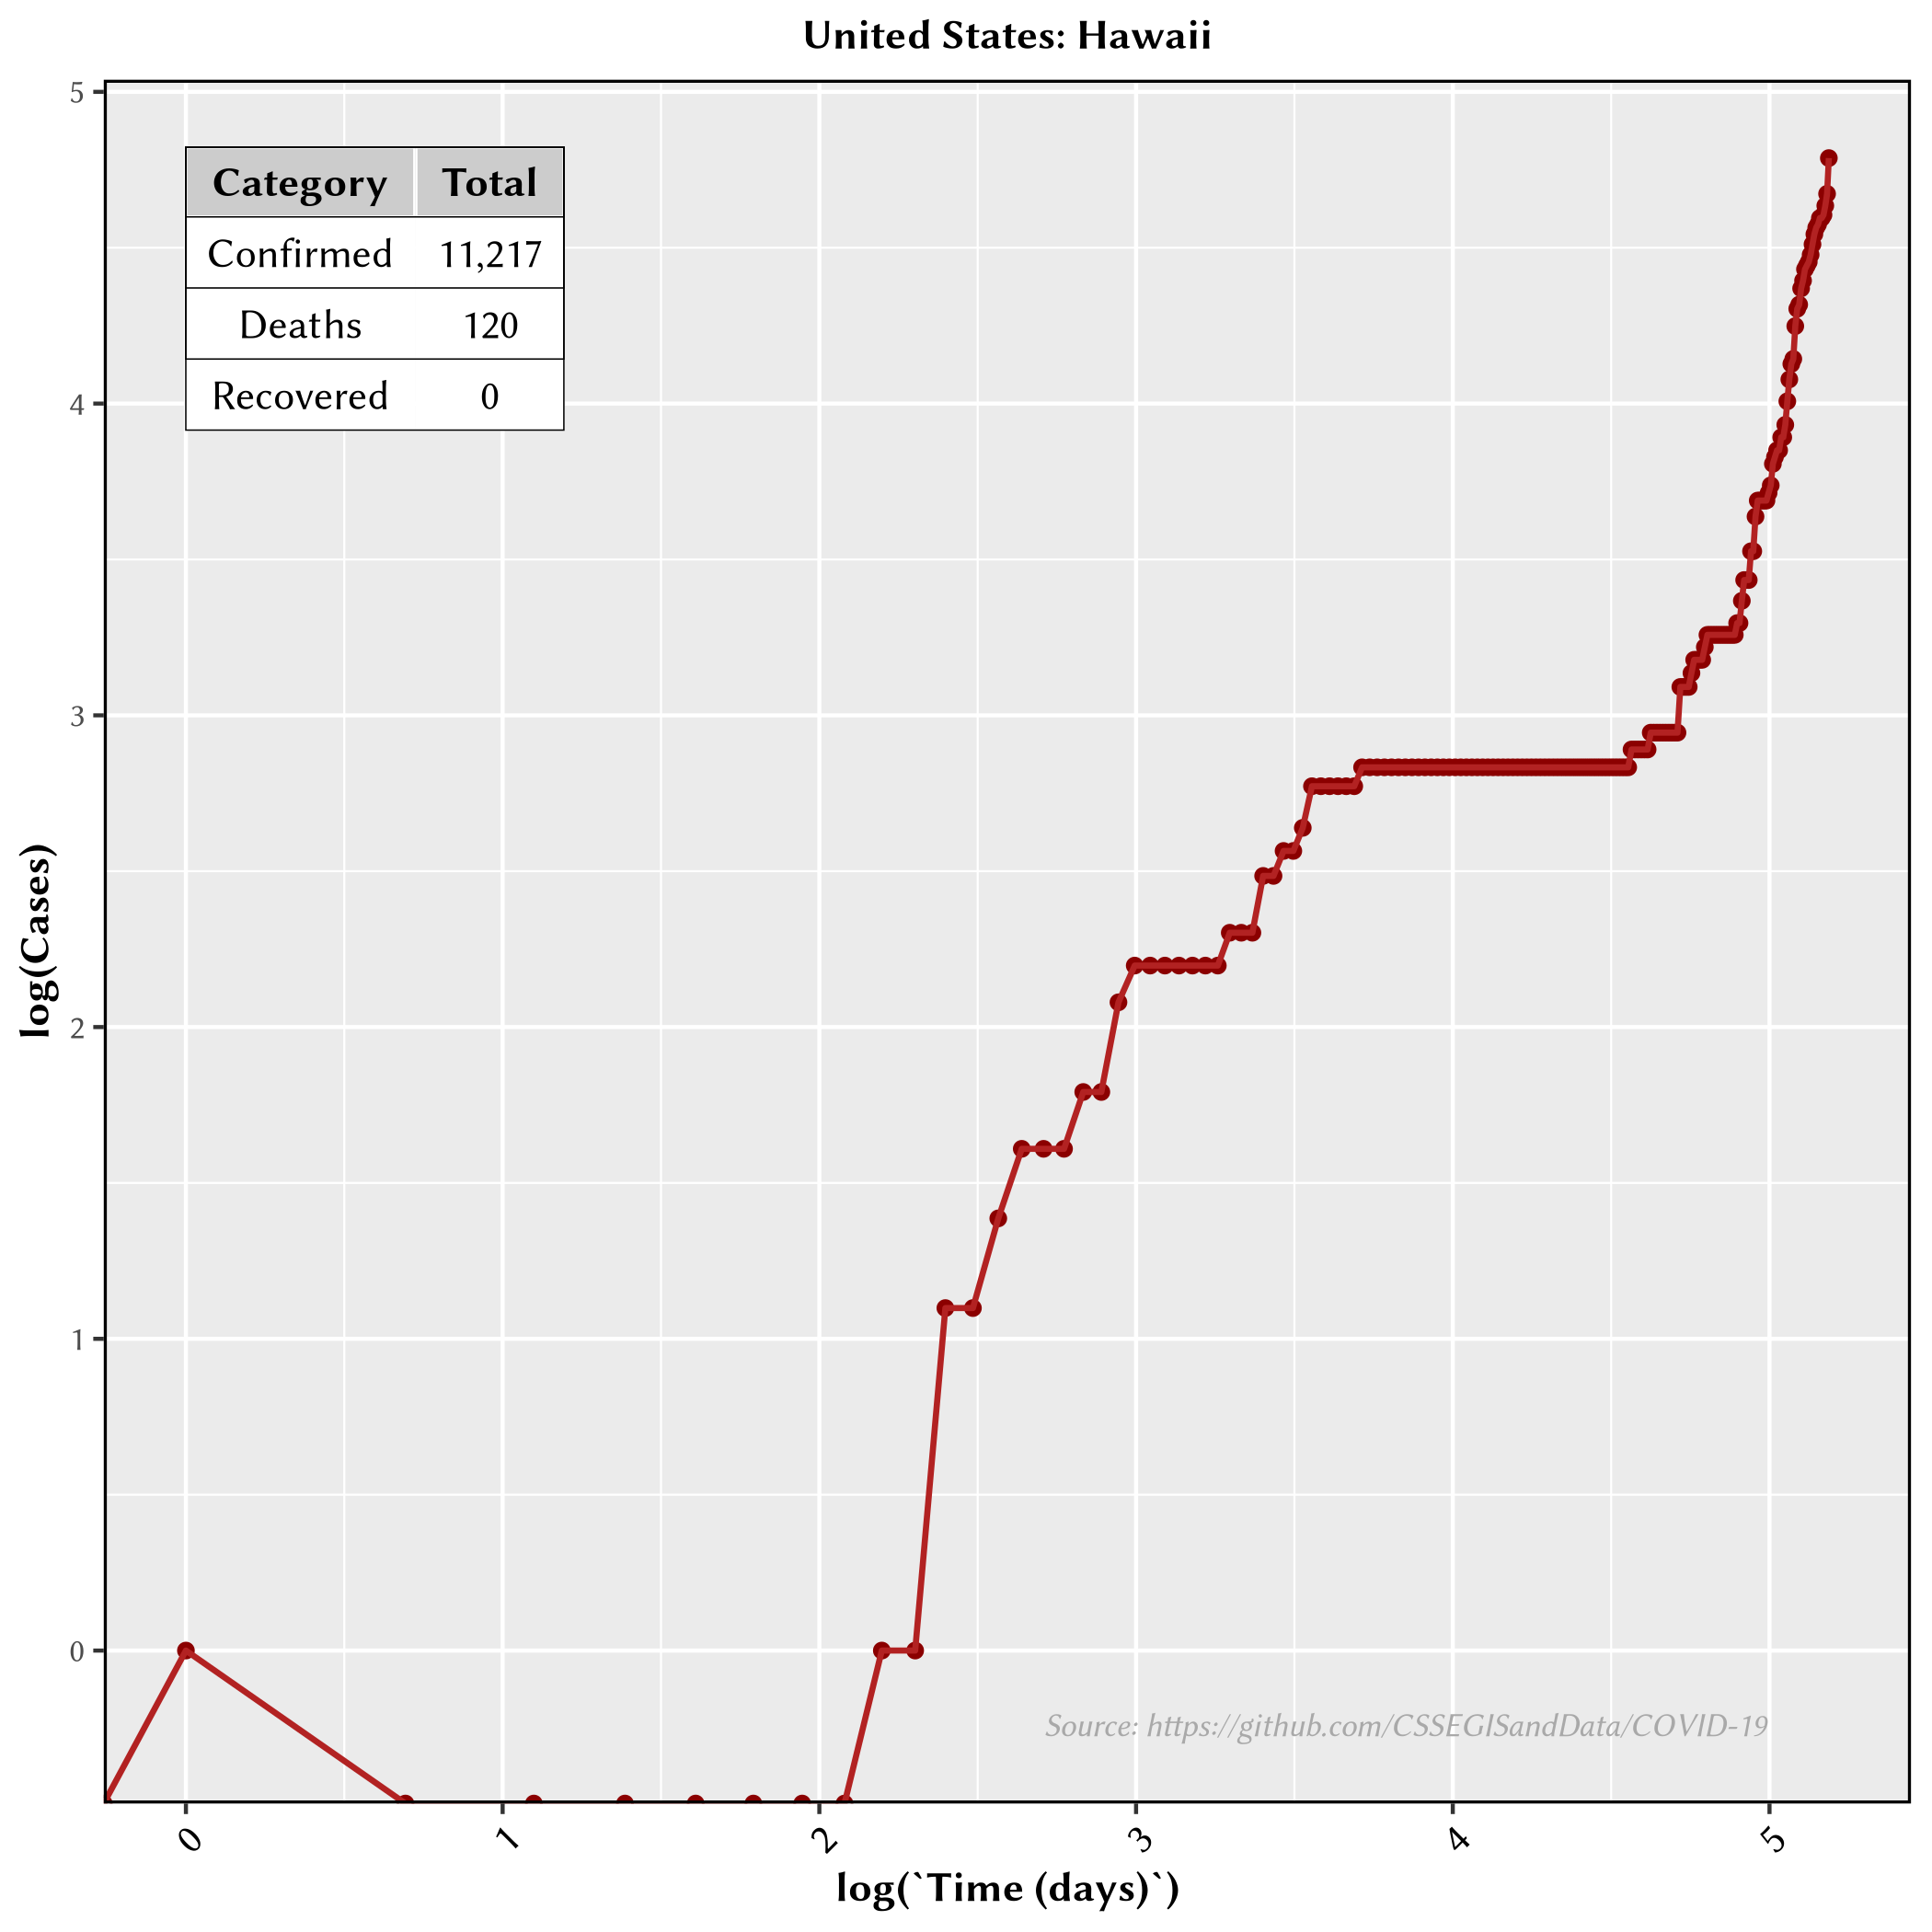 United States: Hawaii
5
4
3
2
1
0
log(Cases)
Category Total
Confirmed 11,217
Deaths 120
Recovered 0
Source: https://github.com/CSSEGISandData/COVID-19
0 1 2 3 4 5
log(`Time (days)`)